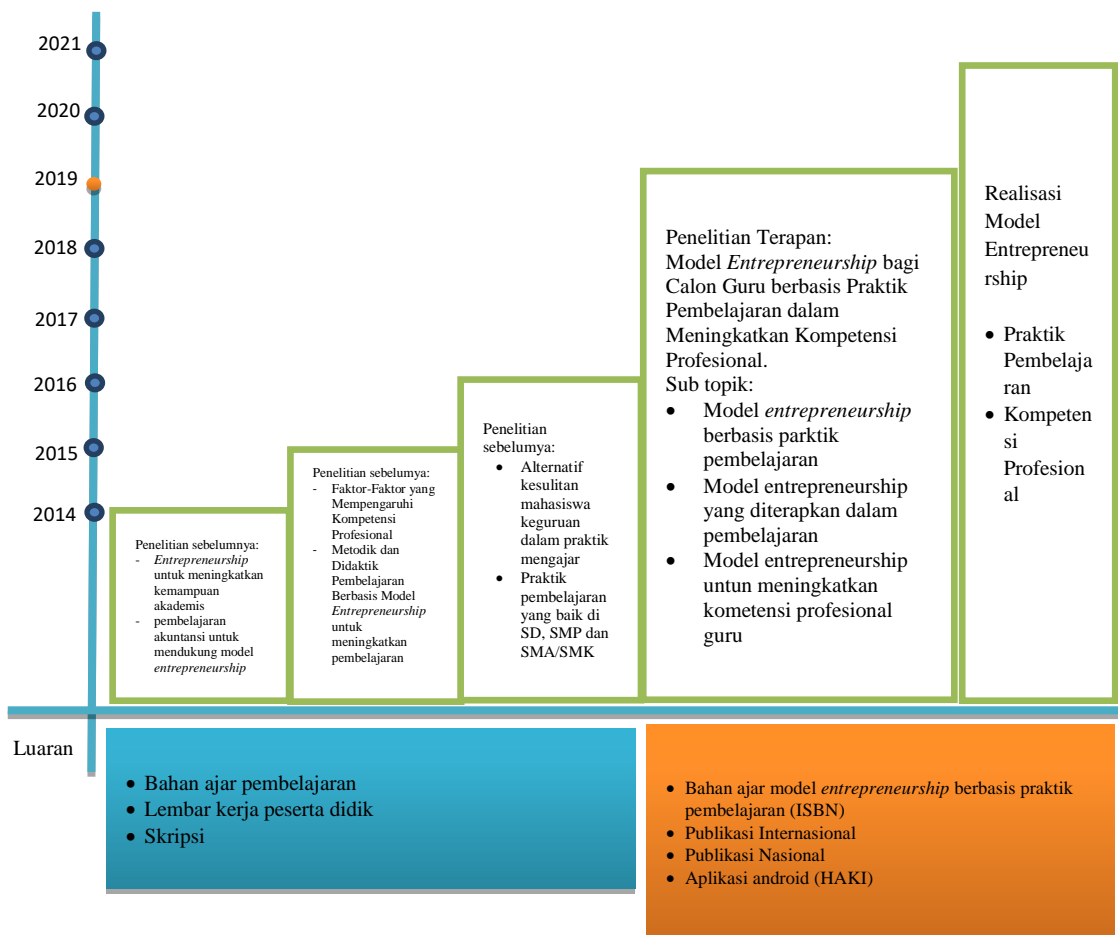 2021
2020
2019
2018
2017
2016
2015
2014
Penelitian sebelumnya:
- Entrepreneurship
untuk meningkatkan
kemampuan
akademis
- pembelajaran
akuntansi untuk
mendukung model
entrepreneurship
Penelitian sebelumya:
- Faktor-Faktor yang
Mempengaruhi
Kompetensi
Profesional
- Metodik dan
Didaktik
Pembelajaran
Berbasis Model
Entrepreneurship
untuk
meningkatkan
pembelajaran
Penelitian
sebelumya:
• Alternatif
kesulitan
mahasiswa
keguruan
dalam praktik
mengajar
• Praktik
pembelajaran
yang baik di
SD, SMP dan
SMA/SMK
Penelitian Terapan:
Model Entrepreneurship bagi
Calon Guru berbasis Praktik
Pembelajaran dalam
Meningkatkan Kompetensi
Profesional.
Sub topik:
• Model entrepreneurship
berbasis parktik
pembelajaran
• Model entrepreneurship
yang diterapkan dalam
pembelajaran
• Model entrepreneurship
untun meningkatkan
kometensi profesional
guru
Realisasi
Model
Entrepreneu
rship
• Praktik
Pembelaja
ran
• Kompeten
si
Profesion
al
Luaran
• Bahan ajar pembelajaran
• Lembar kerja peserta didik
• Skripsi
• Bahan ajar model entrepreneurship berbasis praktik
pembelajaran (ISBN)
• Publikasi Internasional
• Publikasi Nasional
• Aplikasi android (HAKI)